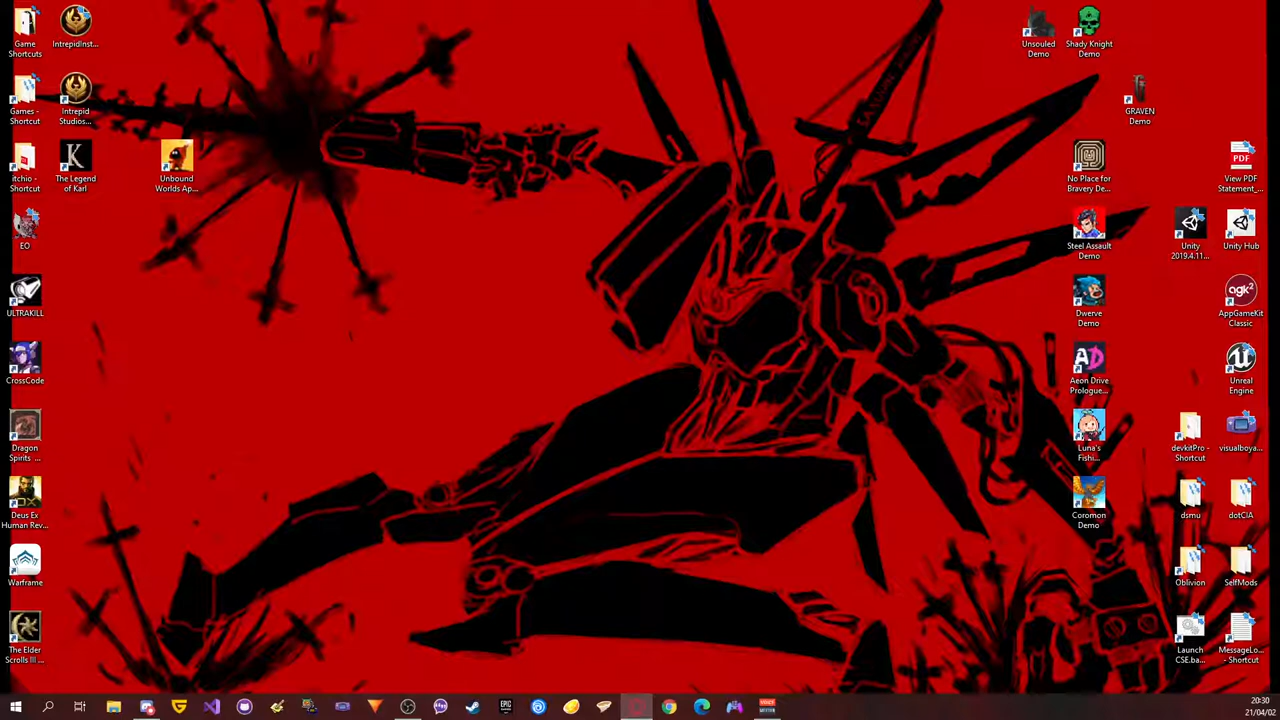 Game
Shortcuts
IntrepidInst...
Games -
Shortcut
Intrepid
Studios...
itchio -
Shortcut
The Legend
of Karl
Unbound
Worlds Ap...
EO
ULTRAKILL
CrossCode
Dragon
Spirits ...
Deus Ex
Human Rev...
Warframe
The Elder
Scrolls III ...
Unsouled
Demo
Shady Knight
Demo
GRAVEN
Demo
No Place for
Bravery De...
PDF
View PDF
Statement_...
Steel Assault
Demo
Unity
2019.4.11...
Unity Hub
Dwerve
Demo
agk2
AppGameKit
Classic
AD
Aeon Drive
Prologue...
Unreal
Engine
Luna's
Fishi...
devkitPro -
Shortcut
visualboya...
Coromon
Demo
dsmu
dotCIA
Oblivion
SelfMods
Launch
CSE.ba...
MessageLo...
- Shortcut
EPIC
20:30
21/04/02